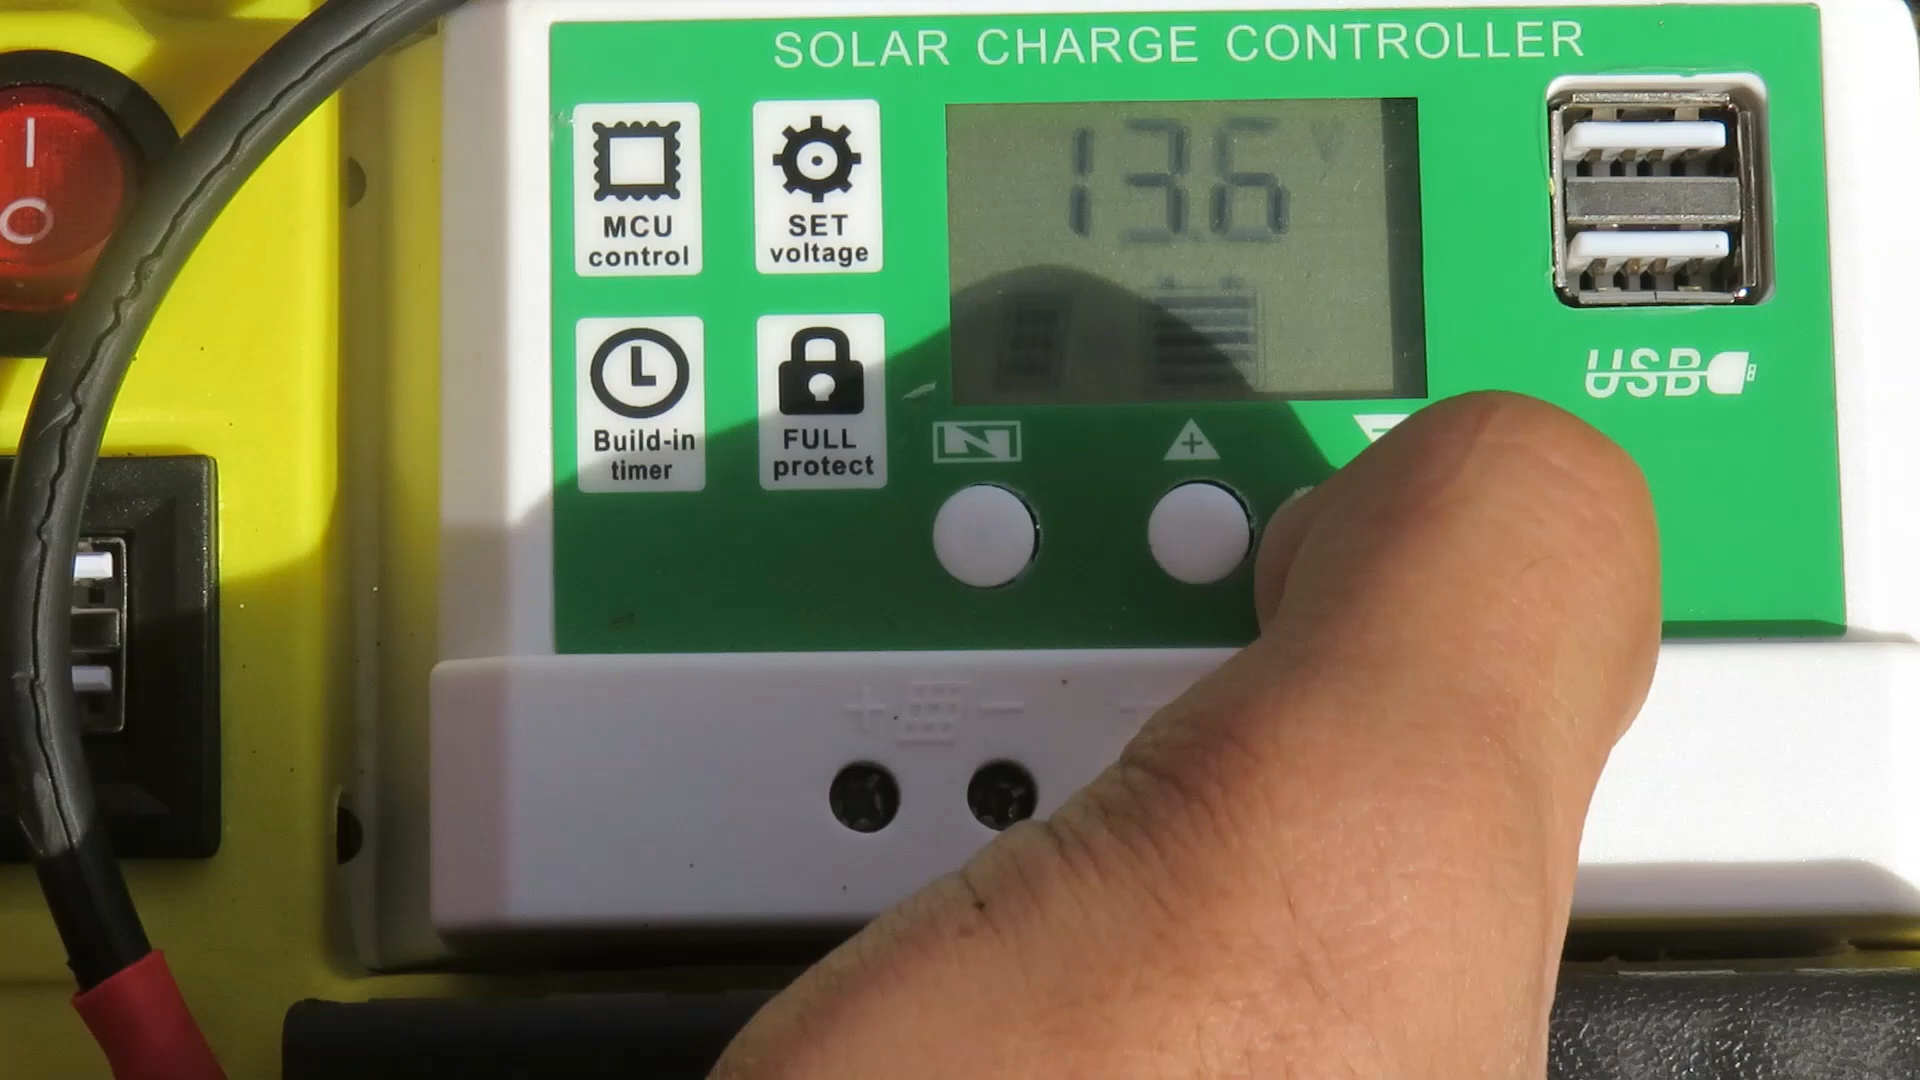 SOLAR CHARGE CONTROLLER
13.6 V
MCU
control
SET
voltage
Build-in
timer
FULL
protect
USB